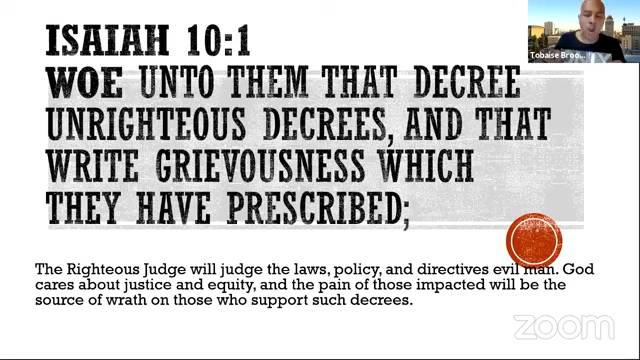 ISAIAH 10:1
WOE UNTO THEM THAT DECREE
UNRIGHTEOUS DECREES, AND THAT
WRITE GRIEVOUSNESS WHICH
THEY HAVE PRESCRIBED;
Tobaise Broo...
The Righteous Judge will judge the laws, policy, and directives evil man. God
cares about justice and equity, and the pain of those impacted will be the
source of wrath on those who support such decrees.
zoom